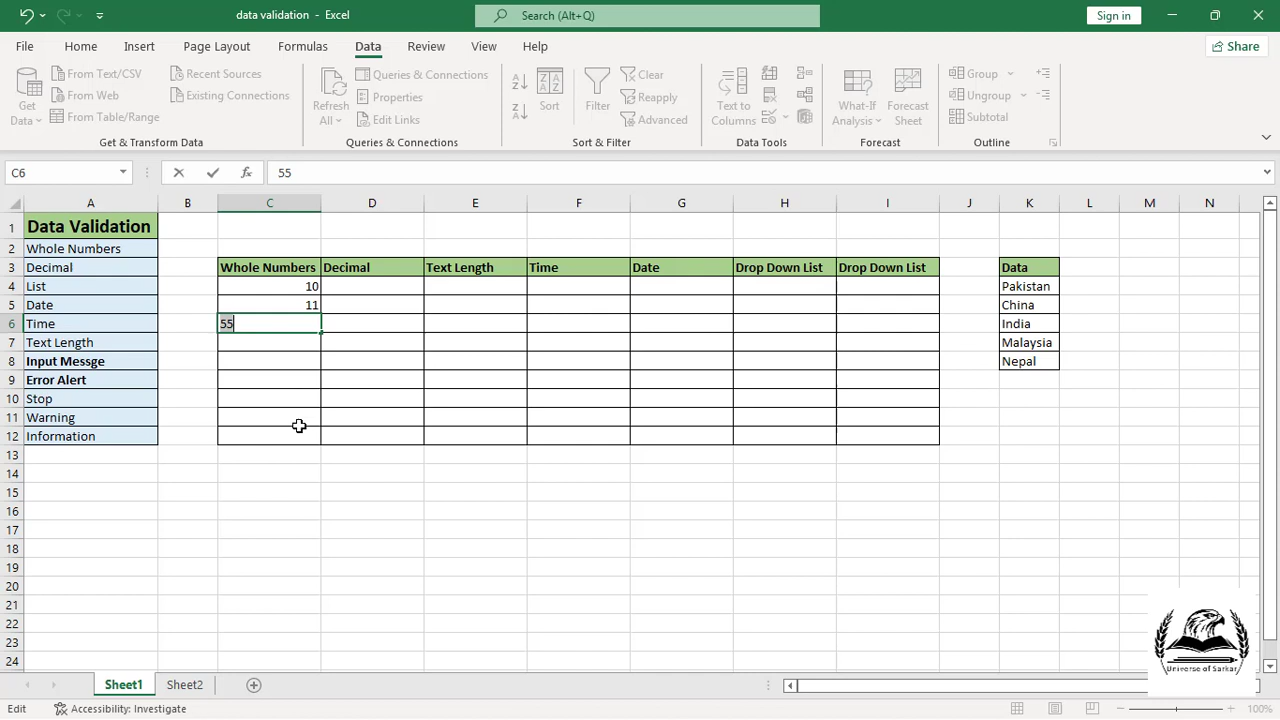 data validation - Excel
Search (Alt+Q)
Sign in
File Home Insert Page Layout Formulas Data Review View Help
Share
Get Data
From Text/CSV
From Web
From Table/Range
Recent Sources
Existing Connections
Get & Transform Data
Refresh All
Queries & Connections
Properties
Edit Links
Queries & Connections
Sort
Filter
Clear
Reapply
Advanced
Sort & Filter
Text to Columns
Data Tools
What-If Analysis
Forecast Sheet
Forecast
Group
Ungroup
Subtotal
Outline
C6 fx 55
A B C D E F G H I J K L M N
1 Data Validation
2 Whole Numbers
3 Decimal Whole Numbers Decimal Text Length Time Date Drop Down List Drop Down List Data
4 List 10 Pakistan
5 Date 11 China
6 Time 55 India
7 Text Length Malaysia
8 Input Messge Nepal
9 Error Alert
10 Stop
11 Warning
12 Information
13
14
15
16
17
18
19
20
21
22
23
24
Universe of Sarkar
Sheet1 Sheet2
Edit Accessibility: Investigate 100%